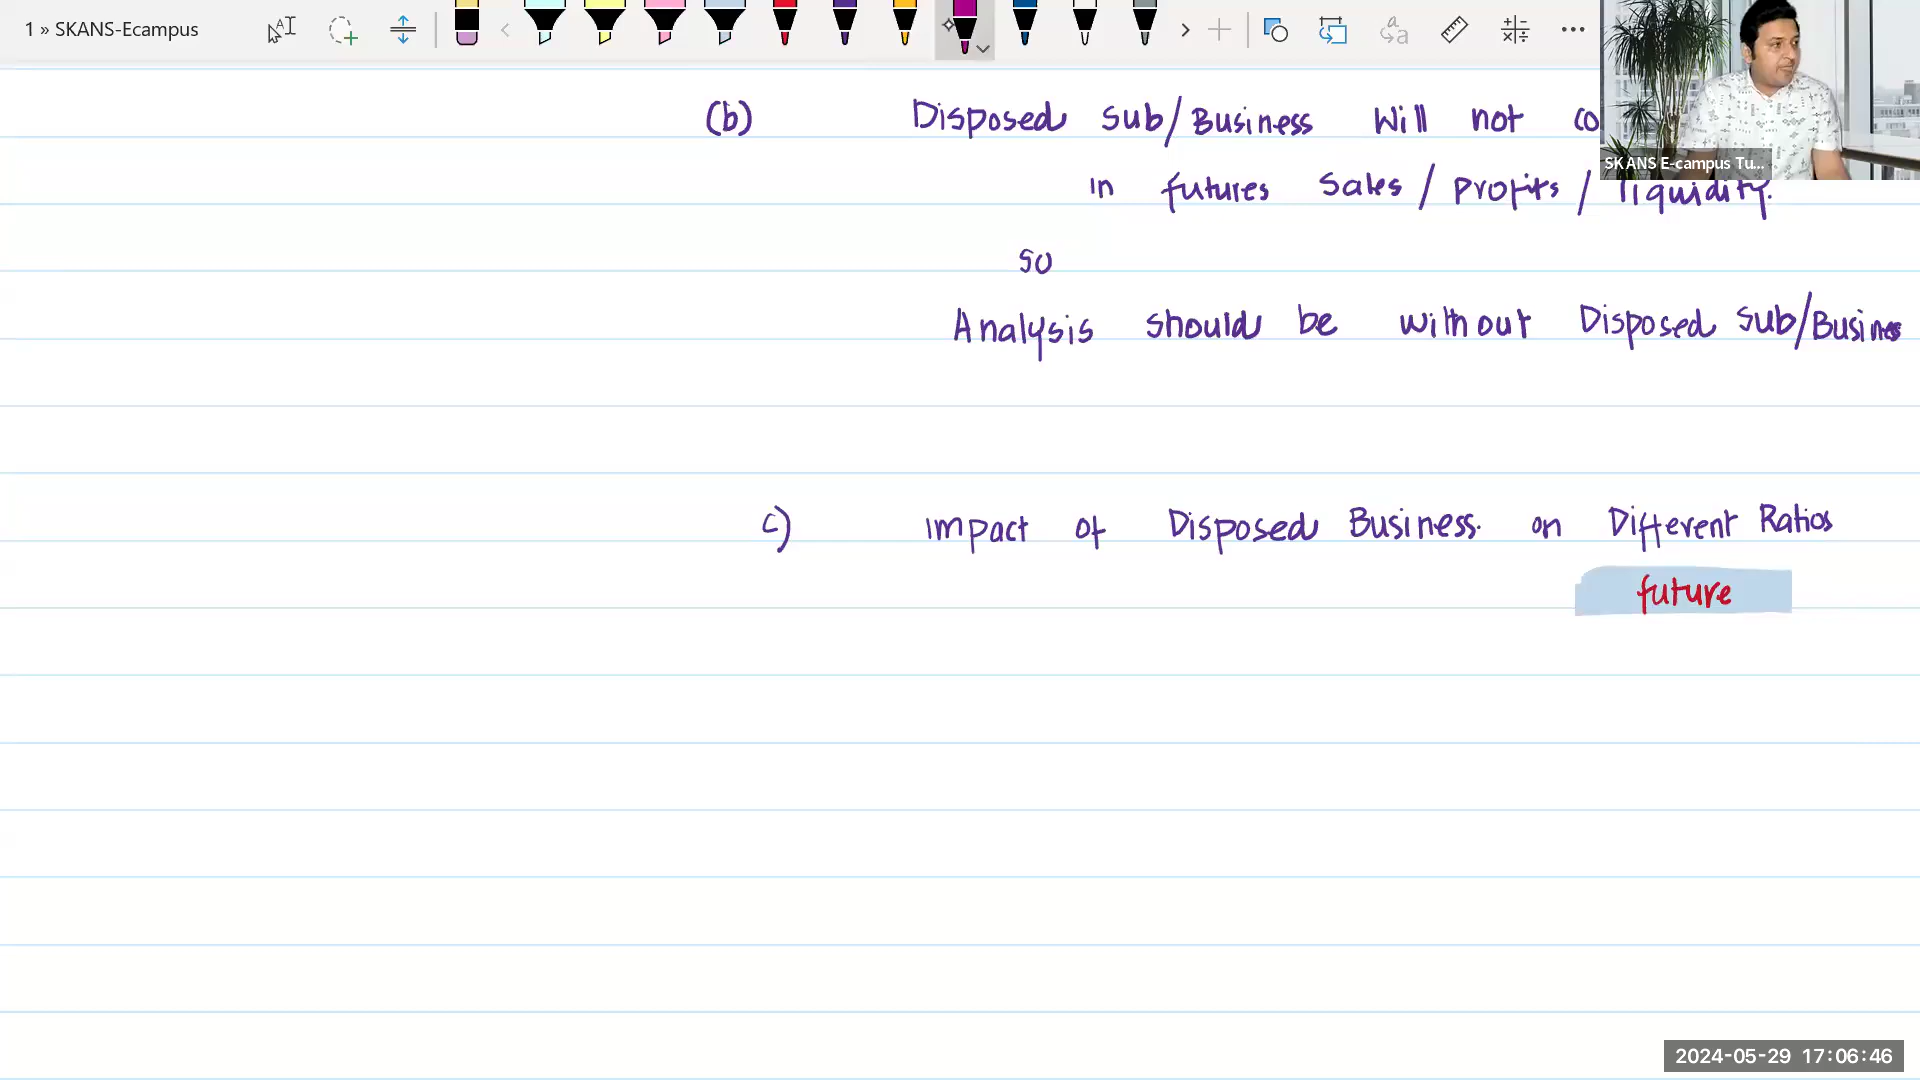 1 » SKANS-Ecampus
SKANS E-campus Tu...
(b) Disposed Sub/Business Will not
in futures Sales / Profits / liquidity.
so
Analysis should be without Disposed Sub/Business
c) impact of Disposed Business. on Different Ratios
future
2024-05-29 17:06:46